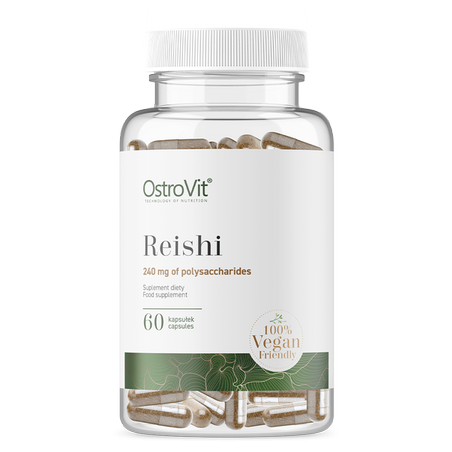 OstroVit®
TECHNOLOGY OF NUTRITION
Reishi
240 mg of polysaccharides
Suplement diety
Food supplement
60 kapsułek
capsules
100%
Vegan
Friendly